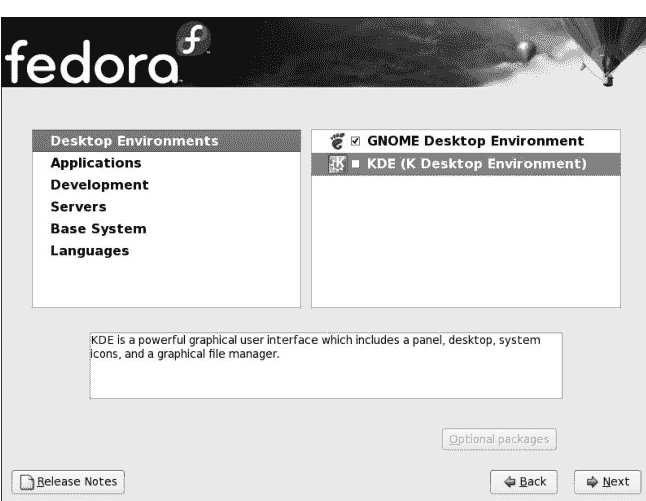 fedora
Desktop Environments
Applications
Development
Servers
Base System
Languages
GNOME Desktop Environment
KDE (K Desktop Environment)
KDE is a powerful graphical user interface which includes a panel, desktop, system
icons, and a graphical file manager.
Optional packages
Release Notes
Back
Next